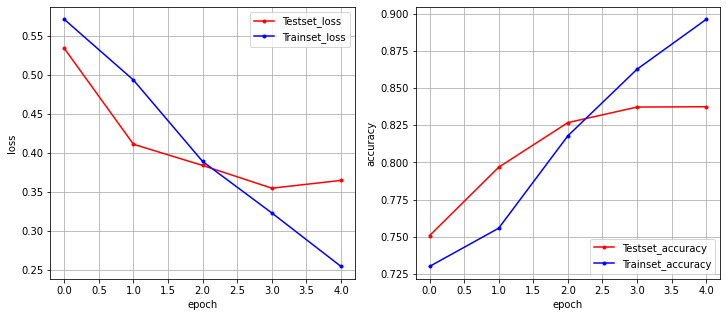 Testset_loss
Trainset_loss
0.55
0.50
0.45
0.40
0.35
0.30
0.25
loss
0.0 0.5 1.0 1.5 2.0 2.5 3.0 3.5 4.0
epoch
0.900
0.875
0.850
0.825
0.800
0.775
0.750
0.725
accuracy
Testset_accuracy
Trainset_accuracy
0.0 0.5 1.0 1.5 2.0 2.5 3.0 3.5 4.0
epoch